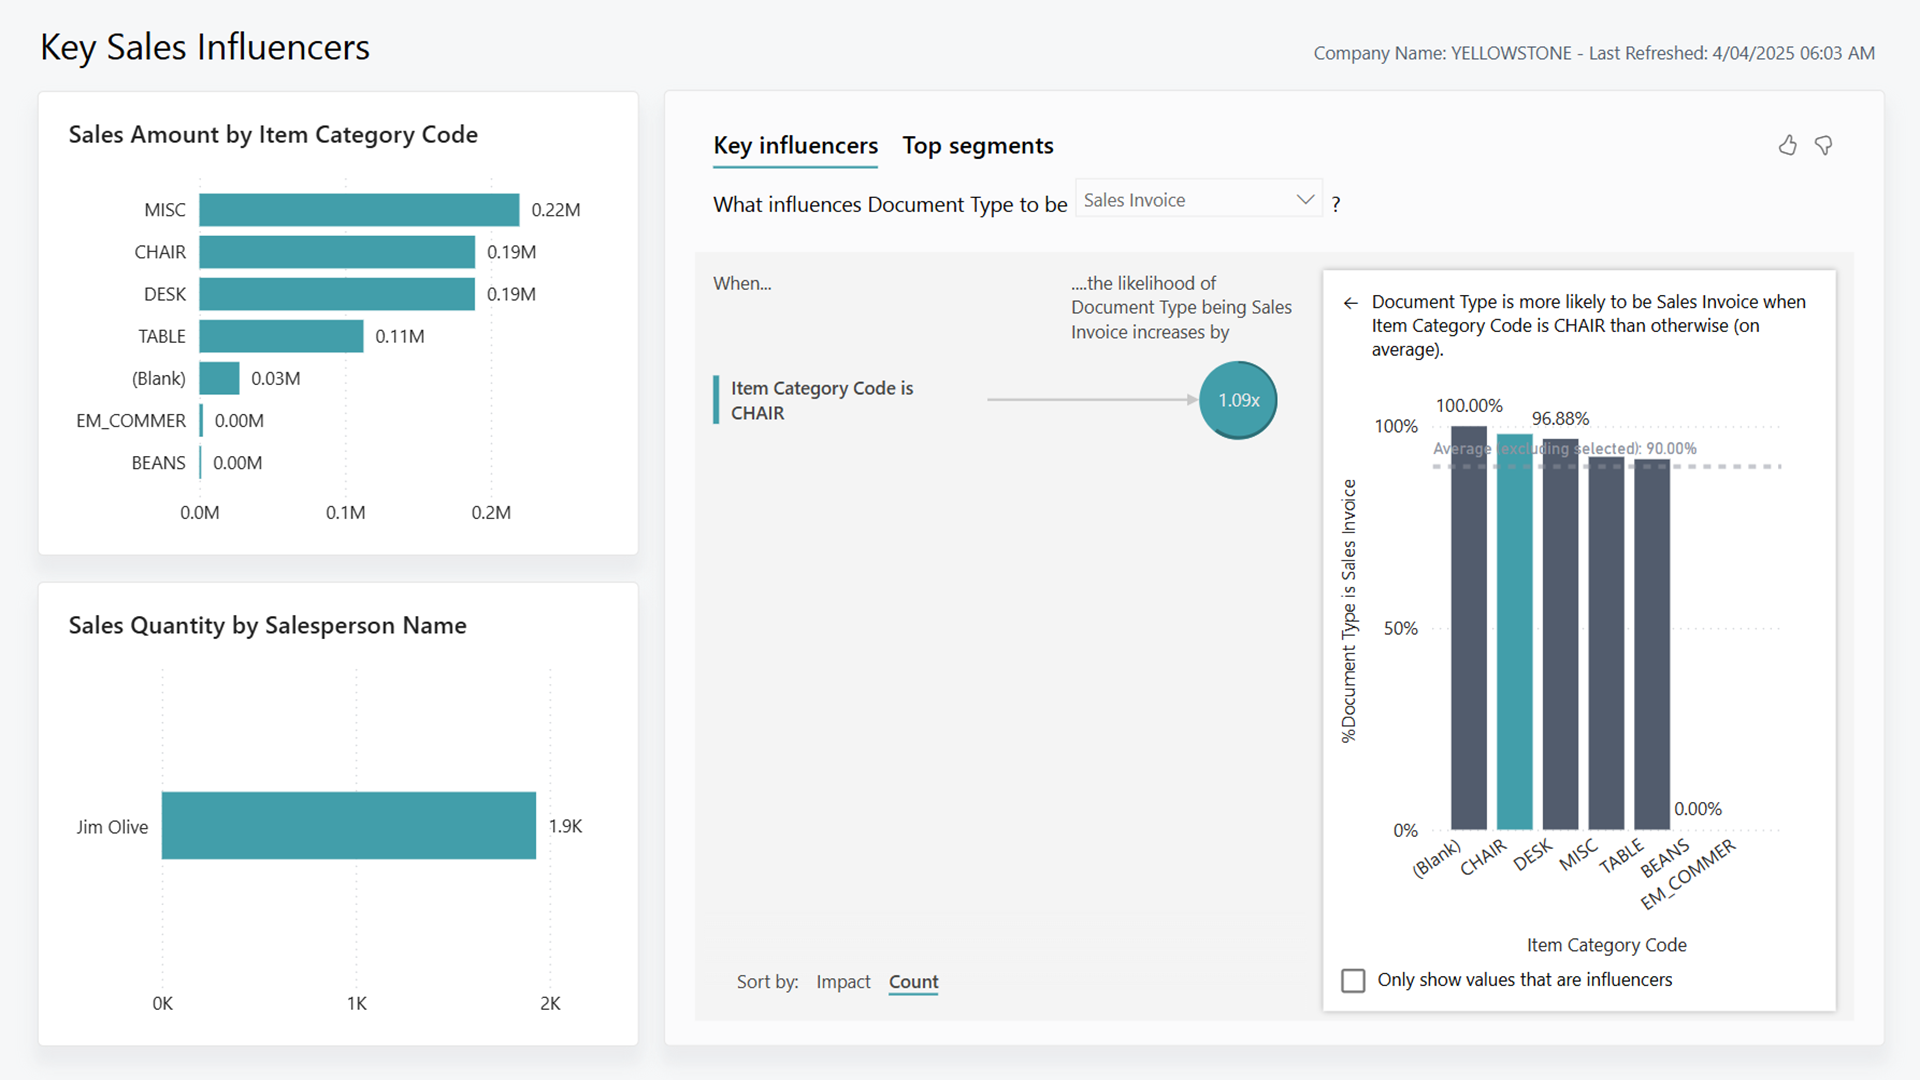 Key Sales Influencers
Company Name: YELLOWSTONE - Last Refreshed: 4/04/2025 06:03 AM
Sales Amount by Item Category Code
MISC
0.22M
CHAIR
0.19M
DESK
0.19M
TABLE
0.11M
(Blank)
0.03M
EM_COMMER
0.00M
BEANS
0.00M
0.0M
0.1M
0.2M
Sales Quantity by Salesperson Name
Jim Olive
1.9K
0K
1K
2K
Key influencers
Top segments
What influences Document Type to be
Sales Invoice
?
When...
....the likelihood of
Document Type being Sales
Invoice increases by
Item Category Code is
CHAIR
1.09x
Sort by:
Impact
Count
Document Type is more likely to be Sales Invoice when
Item Category Code is CHAIR than otherwise (on
average).
100.00%
96.88%
100%
Average (excluding selected): 90.00%
50%
0.00%
0%
%Document Type is Sales Invoice
(Blank)
CHAIR
DESK
MISC
TABLE
BEANS
EM_COMMER
Item Category Code
Only show values that are influencers